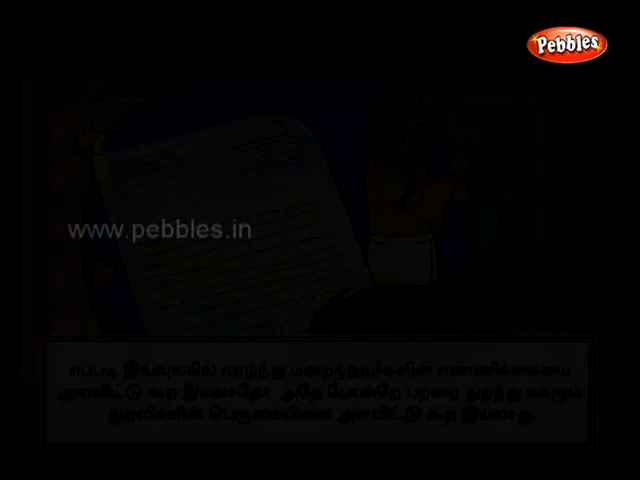 Pebbles
www.pebbles.in
எப்படி இவ்வுலகில் வாழ்ந்து மறைந்தவர்களின் எண்ணிக்கையை
அளவிட்டு கூற இயலாதோ அதே போன்றே பற்றை துறந்து வாழும்
துறவிகளின் பெருமையினை அளவிட்டு கூற இயலாது